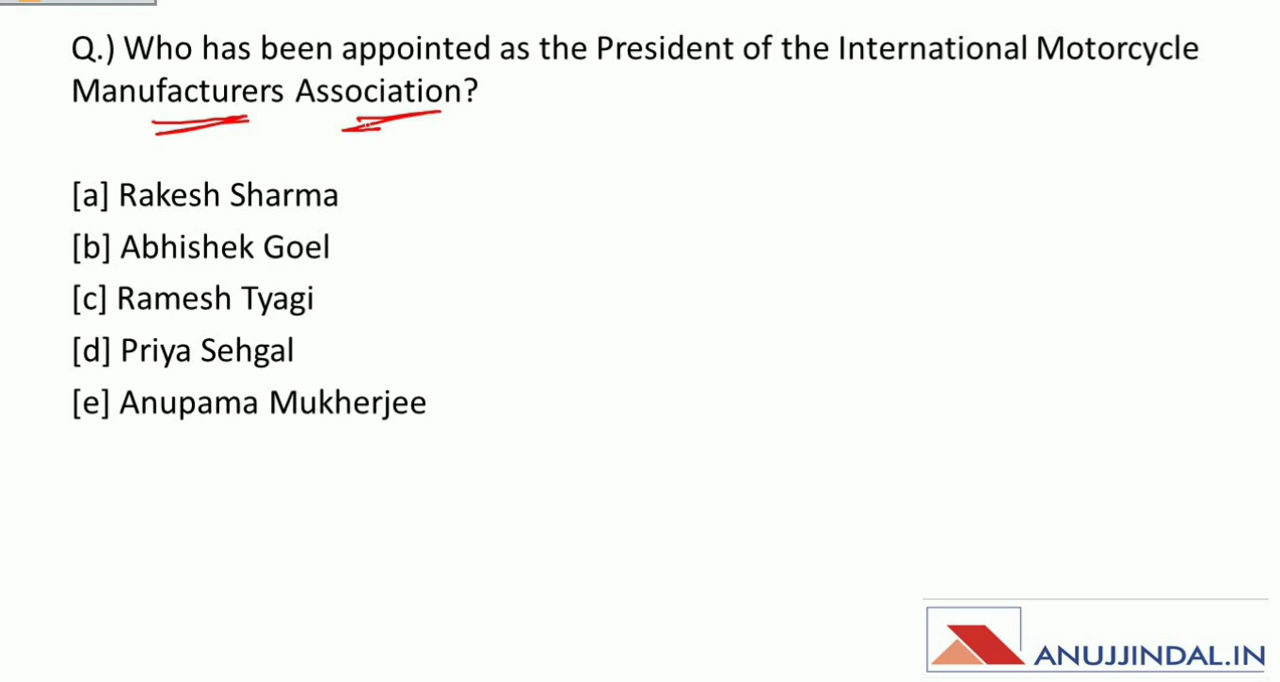 Q.) Who has been appointed as the President of the International Motorcycle
Manufacturers Association?
[a] Rakesh Sharma
[b] Abhishek Goel
[c] Ramesh Tyagi
[d] Priya Sehgal
[e] Anupama Mukherjee
ANUJJINDAL.IN